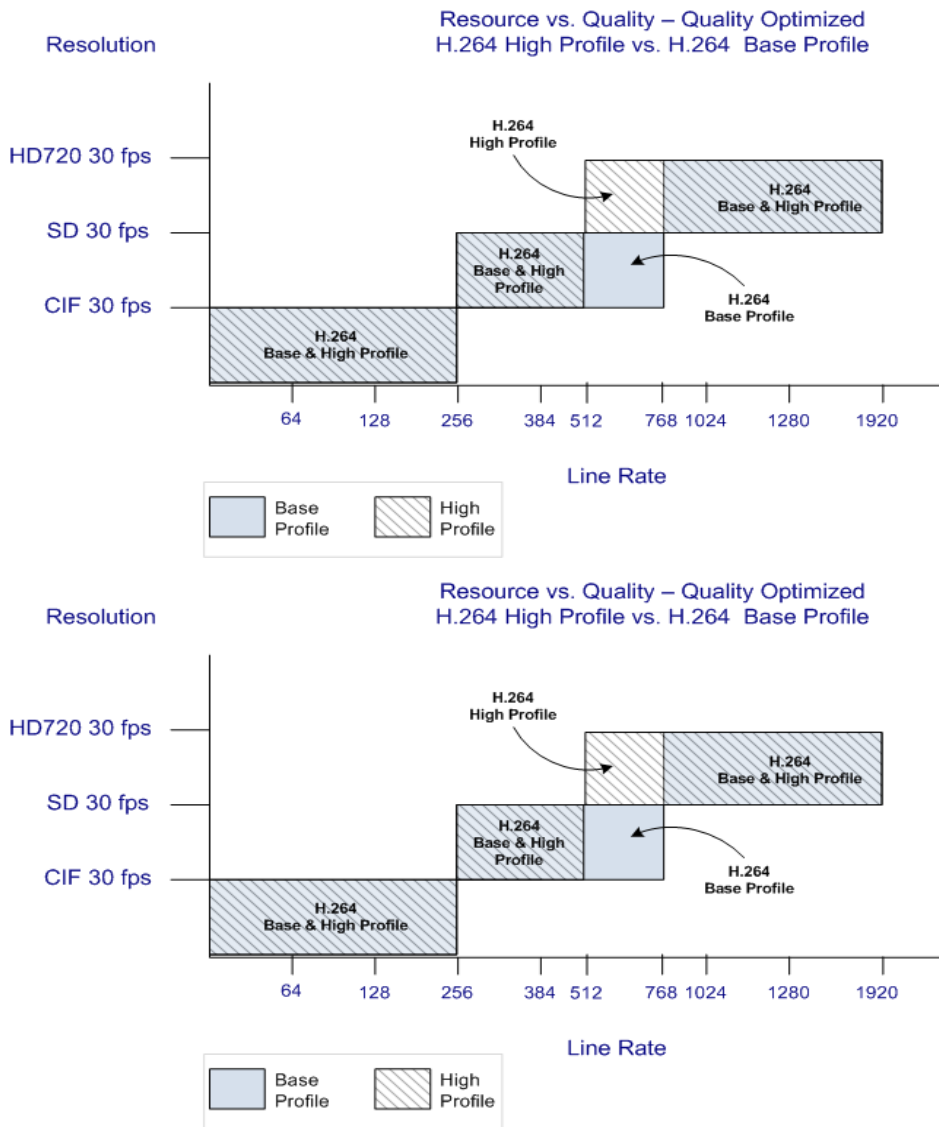 Resource vs. Quality – Quality Optimized
Resolution
H.264 High Profile vs. H.264 Base Profile
H.264
High Profile
HD720 30 fps
H.264
Base & High Profile
SD 30 fps
H.264
Base & High
Profile
H.264
Base Profile
CIF 30 fps
H.264
Base & High Profile
64 128 256 384 512 768 1024 1280 1920
Line Rate
Base
Profile
High
Profile
Resource vs. Quality – Quality Optimized
Resolution
H.264 High Profile vs. H.264 Base Profile
H.264
High Profile
HD720 30 fps
H.264
Base & High Profile
SD 30 fps
H.264
Base & High
Profile
H.264
Base Profile
CIF 30 fps
H.264
Base & High Profile
64 128 256 384 512 768 1024 1280 1920
Line Rate
Base
Profile
High
Profile